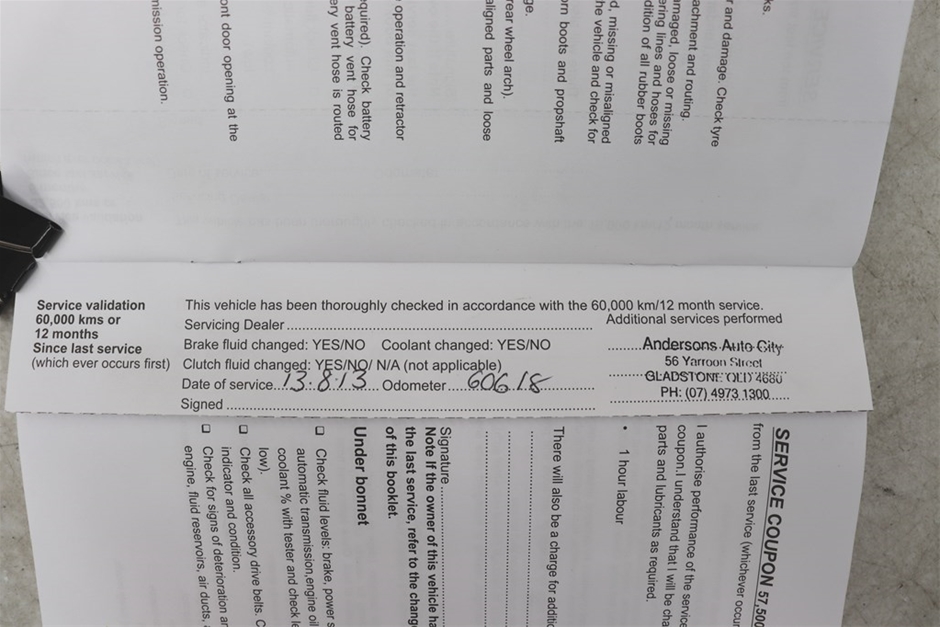 ks.
r and damage. Check tyre
achment and routing.
amaged, loose or missing
ering lines and hoses for
dition of all rubber boots
d, missing or misaligned
he vehicle and check for
orn boots and propshaft
ge.
rear wheel arch).
aligned parts and loose
operation and retractor
equired). Check battery
battery vent hose for
ery vent hose is routed
ont door opening at the
mission operation.
Service validation
60,000 kms or
12 months
Since last service
(which ever occurs first)
This vehicle has been thoroughly checked in accordance with the 60,000 km/12 month service.
Servicing Dealer
Additional services performed
Brake fluid changed: YES/NO Coolant changed: YES/NO
Clutch fluid changed: YES/NO/ N/A (not applicable)
Date of service...13.8.13...Odometer...60618
Signed
Andersons Auto City
56 Yarroon Street
GLADSTONE QLD 4680
PH: (07) 4973 1300
SERVICE COUPON 57,500
from the last service (whichever occur
I authorise performance of the service
coupon.I understand that I will be cha
parts and lubricants as required.
• 1 hour labour
There will also be a charge for additio
Signature
Note If the owner of this vehicle ha
the last service, refer to the change
of this booklet.
Under bonnet
☐ Check fluid levels: brake, power s
automatic transmission,engine oil
coolant % with tester and check le
low).
☐ Check all accessory drive belts. C
indicator and condition.
☐ Check for signs of deterioration an
engine, fluid reservoirs, air ducts,